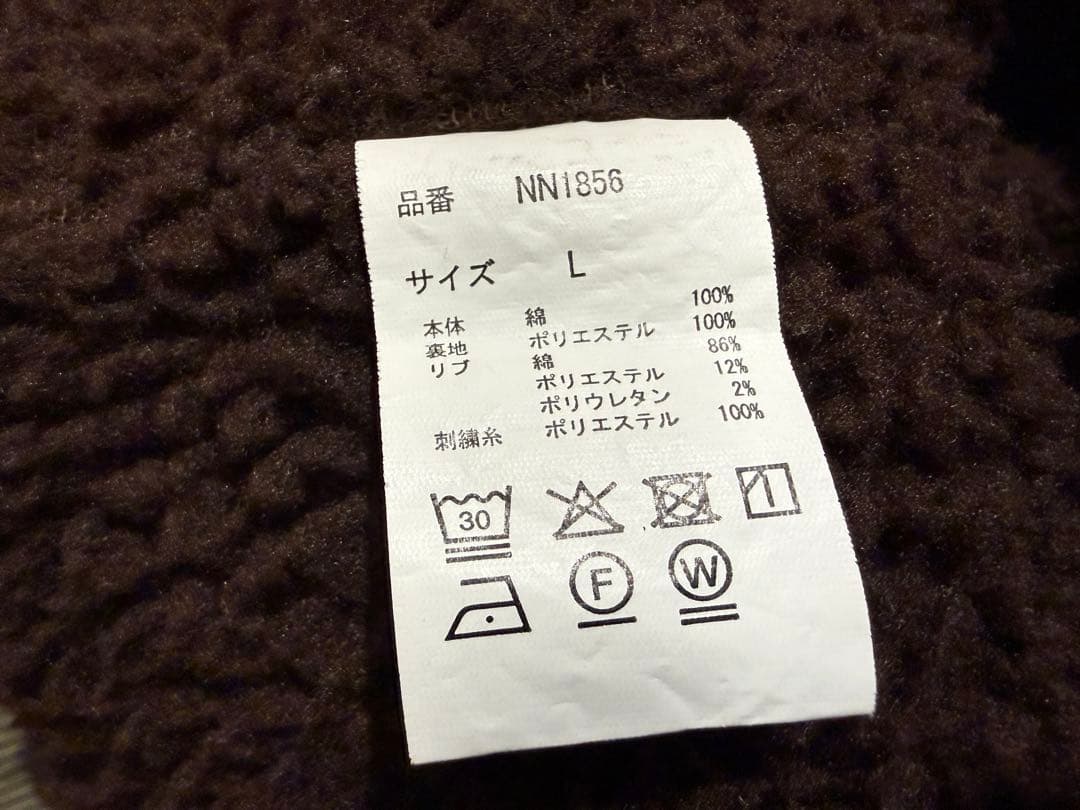 品番 NN1856
サイズ L
本体 綿 100%
裏地 ポリエステル 100%
リブ 綿 86%
ポリエステル 12%
ポリウレタン 2%
刺繍糸 ポリエステル 100%
30
F W